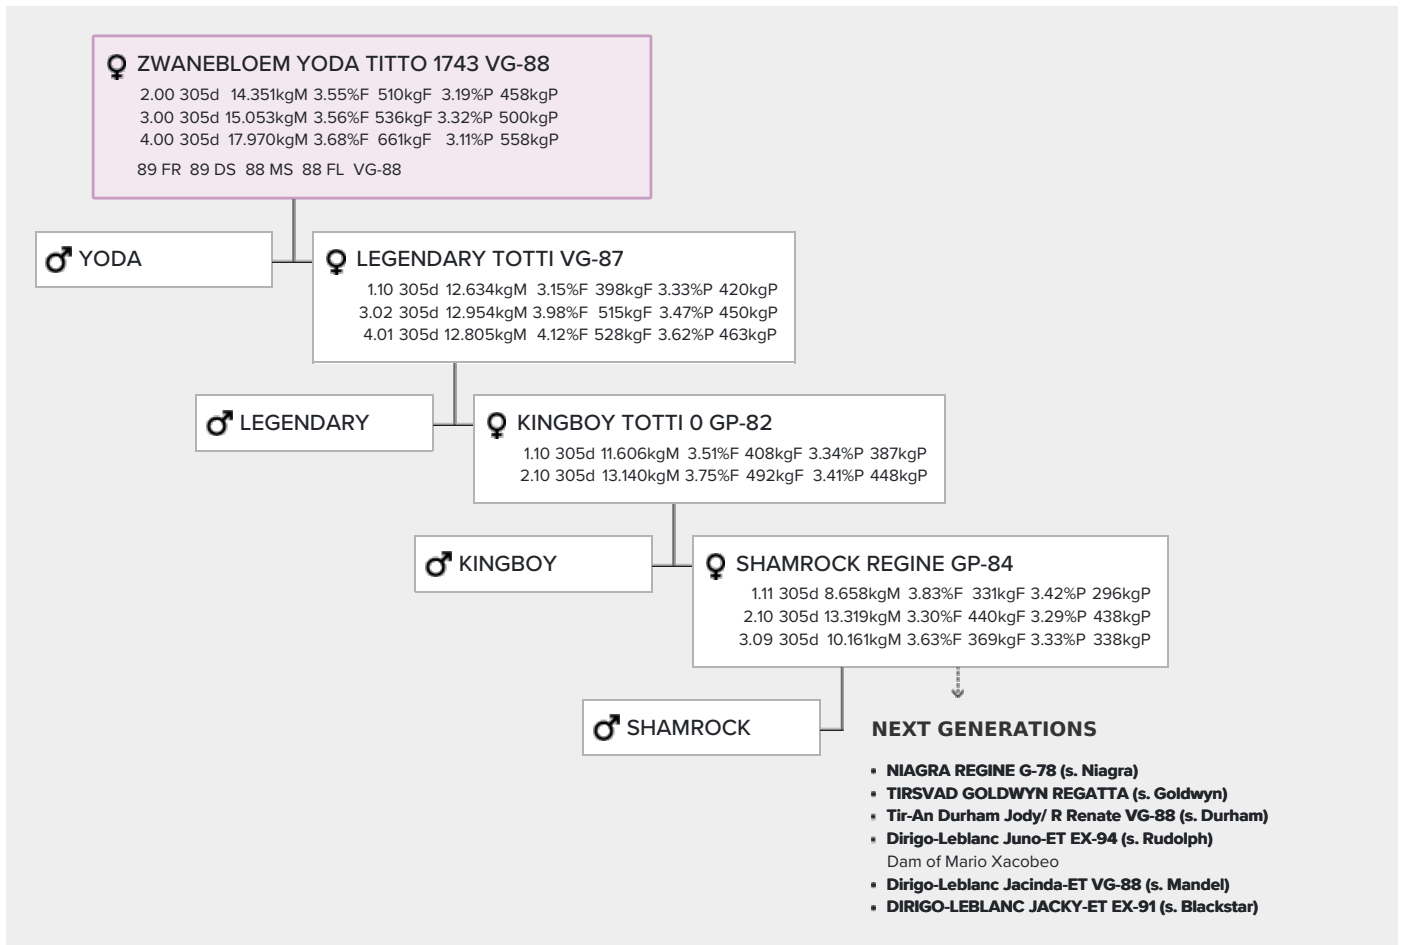 ZWANEBLOEM YODA TITTO 1743 VG-88
2.00 305d 14.351kgM 3.55%F 510kgF 3.19%P 458kgP
3.00 305d 15.053kgM 3.56%F 536kgF 3.32%P 500kgP
4.00 305d 17.970kgM 3.68%F 661kgF 3.11%P 558kgP
89 FR 89 DS 88 MS 88 FL VG-88
YODA
LEGENDARY TOTTI VG-87
1.10 305d 12.634kgM 3.15%F 398kgF 3.33%P 420kgP
3.02 305d 12.954kgM 3.98%F 515kgF 3.47%P 450kgP
4.01 305d 12.805kgM 4.12%F 528kgF 3.62%P 463kgP
LEGENDARY
KINGBOY TOTTI 0 GP-82
1.10 305d 11.606kgM 3.51%F 408kgF 3.34%P 387kgP
2.10 305d 13.140kgM 3.75%F 492kgF 3.41%P 448kgP
KINGBOY
SHAMROCK REGINE GP-84
1.11 305d 8.658kgM 3.83%F 331kgF 3.42%P 296kgP
2.10 305d 13.319kgM 3.30%F 440kgF 3.29%P 438kgP
3.09 305d 10.161kgM 3.63%F 369kgF 3.33%P 338kgP
SHAMROCK
NEXT GENERATIONS
• NIAGRA REGINE G-78 (s. Niagra)
• TIRSVAD GOLDWYN REGATTA (s. Goldwyn)
• Tir-An Durham Jody/ R Renate VG-88 (s. Durham)
• Dirigo-Leblanc Juno-ET EX-94 (s. Rudolph)
Dam of Mario Xacobeo
• Dirigo-Leblanc Jacinda-ET VG-88 (s. Mandel)
• DIRIGO-LEBLANC JACKY-ET EX-91 (s. Blackstar)